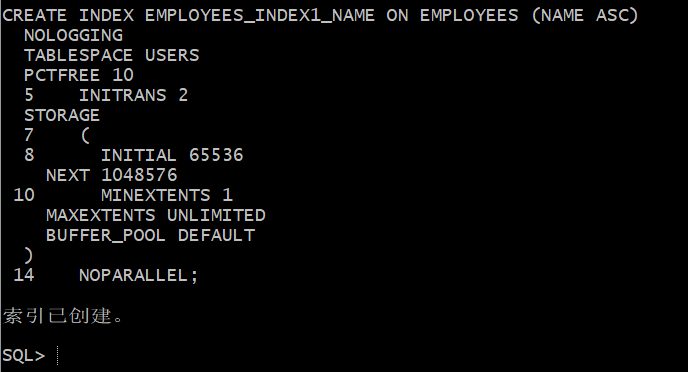 CREATE INDEX EMPLOYEES_INDEX1_NAME ON EMPLOYEES (NAME ASC)
  NOLOGGING
  TABLESPACE USERS
  PCTFREE 10
  5    INITRANS 2
  STORAGE
  7    (
  8      INITIAL 65536
    NEXT 1048576
 10      MINEXTENTS 1
    MAXEXTENTS UNLIMITED
    BUFFER_POOL DEFAULT
  )
 14    NOPARALLEL;
索引已创建。
SQL>